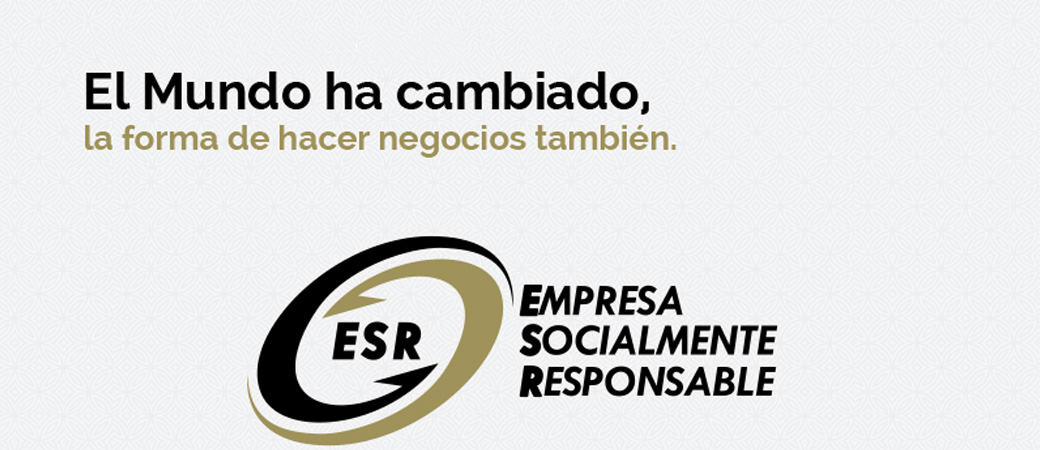 El Mundo ha cambiado,
la forma de hacer negocios también.
ESR
EMPRESA
SOCIALMENTE
RESPONSABLE